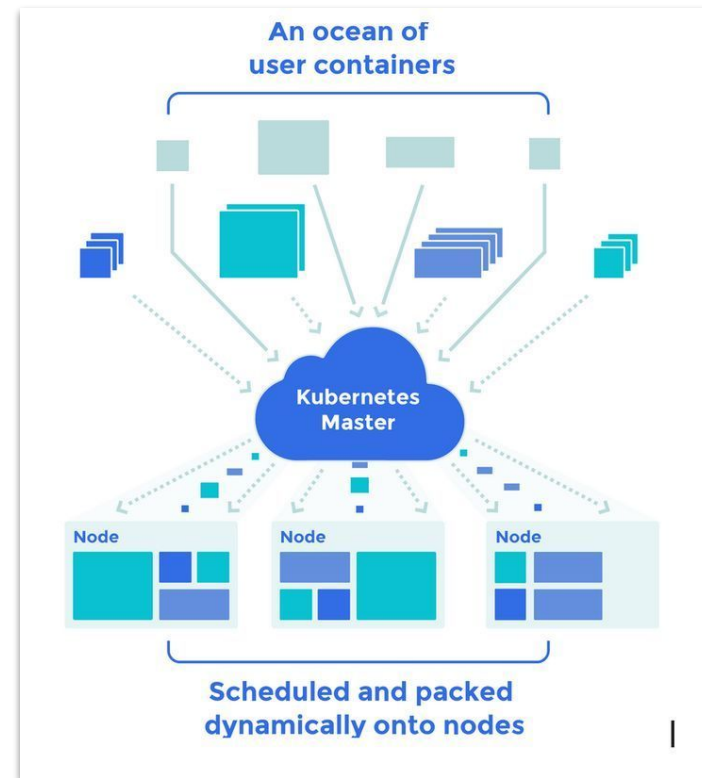 An ocean of
user containers
Kubernetes
Master
Node
Node
Node
Scheduled and packed
dynamically onto nodes